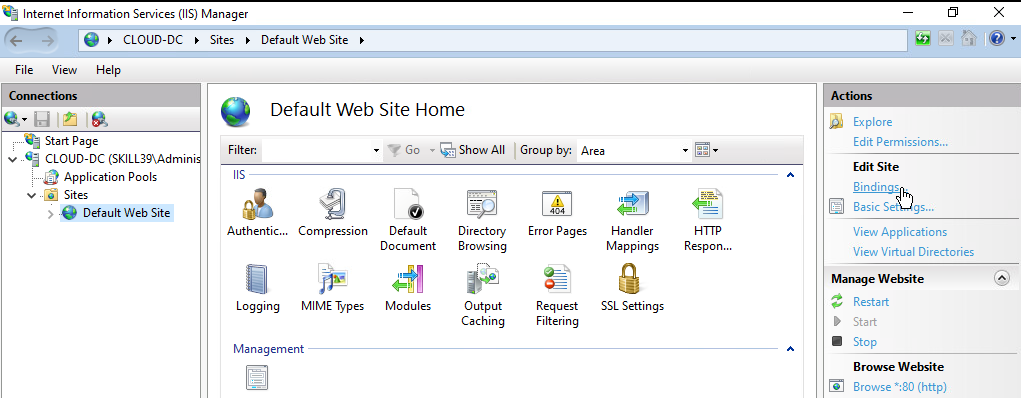 Internet Information Services (IIS) Manager
CLOUD-DC Sites Default Web Site
File View Help
Connections
Start Page
CLOUD-DC (SKILL39\Adminis
Application Pools
Sites
Default Web Site
Default Web Site Home
Filter: Go Show All Group by: Area
IIS
Authentic... Compression Default Document Directory Browsing Error Pages Handler Mappings HTTP Respon...
404
Logging MIME Types Modules Output Caching Request Filtering SSL Settings
Management
Actions
Explore
Edit Permissions...
Edit Site
Bindings...
Basic Settings...
View Applications
View Virtual Directories
Manage Website
Restart
Start
Stop
Browse Website
Browse *:80 (http)